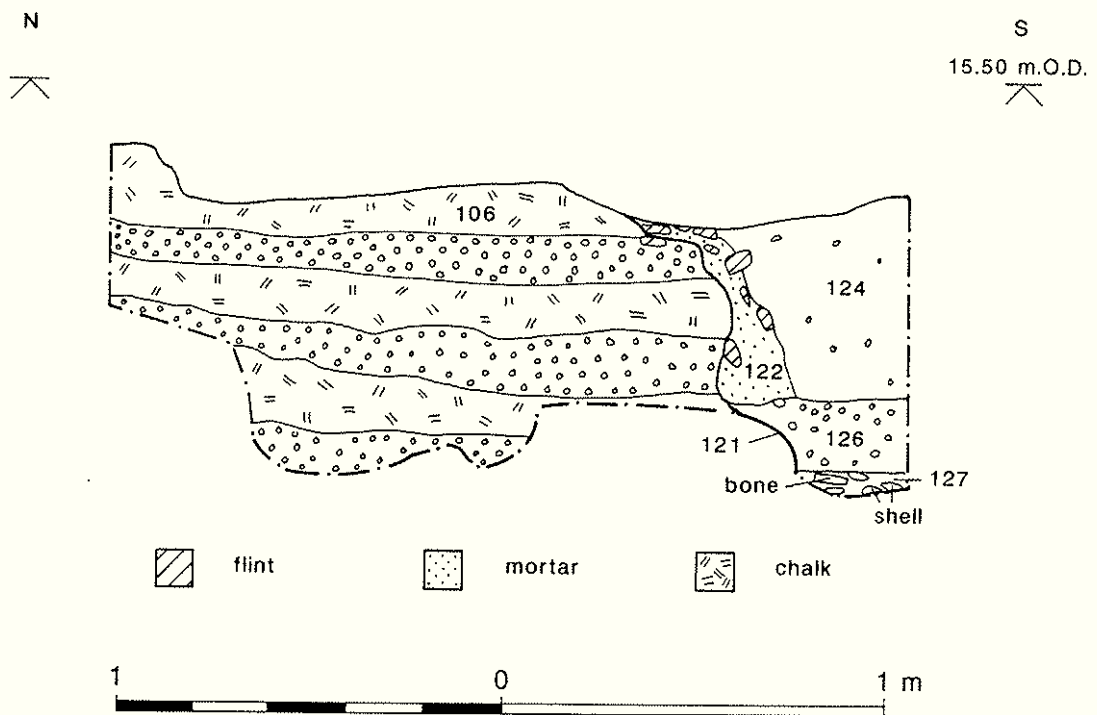 N
S
15.50 m.O.D.
106
124
122
121
126
bone
127
shell
flint
mortar
chalk
1
0
1 m